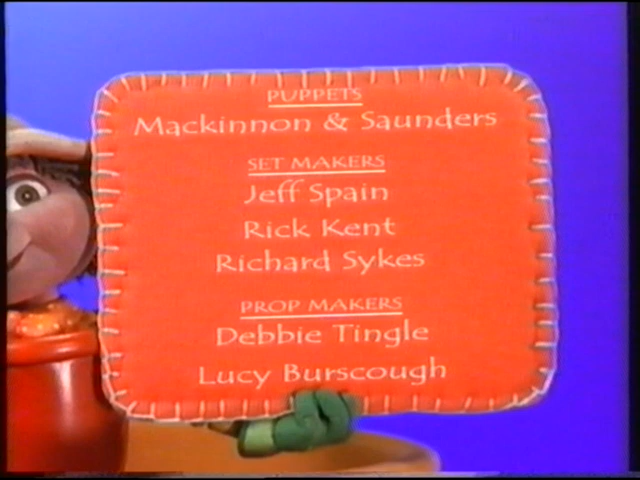 PUPPETS
Mackinnon & Saunders
SET MAKERS
Jeff Spain
Rick Kent
Richard Sykes
PROP MAKERS
Debbie Tingle
Lucy Burscough